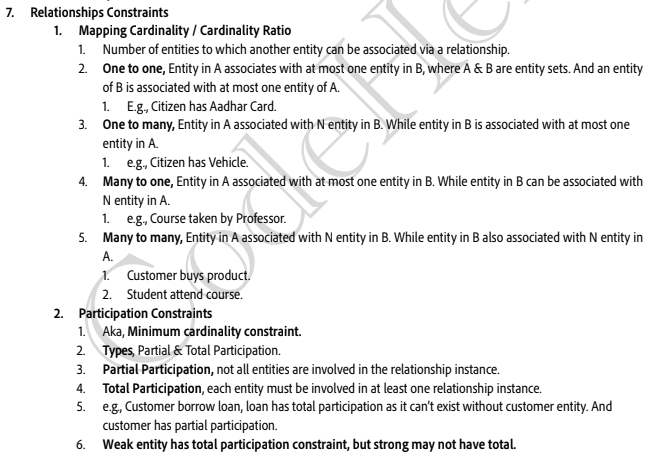 7. Relationships Constraints
1. Mapping Cardinality / Cardinality Ratio
1. Number of entities to which another entity can be associated via a relationship.
2. One to one, Entity in A associates with at most one entity in B, where A & B are entity sets. And an entity
of B is associated with at most one entity of A.
1. E.g., Citizen has Aadhar Card.
3. One to many, Entity in A associated with N entity in B. While entity in B is associated with at most one
entity in A.
1. e.g., Citizen has Vehicle.
4. Many to one, Entity in A associated with at most one entity in B. While entity in B can be associated with
N entity in A.
1. e.g., Course taken by Professor.
5. Many to many, Entity in A associated with N entity in B. While entity in B also associated with N entity in
A.
1. Customer buys product.
2. Student attend course.
2. Participation Constraints
1. Aka, Minimum cardinality constraint.
2. Types, Partial & Total Participation.
3. Partial Participation, not all entities are involved in the relationship instance.
4. Total Participation, each entity must be involved in at least one relationship instance.
5. e.g., Customer borrow loan, loan has total participation as it can't exist without customer entity. And
customer has partial participation.
6. Weak entity has total participation constraint, but strong may not have total.